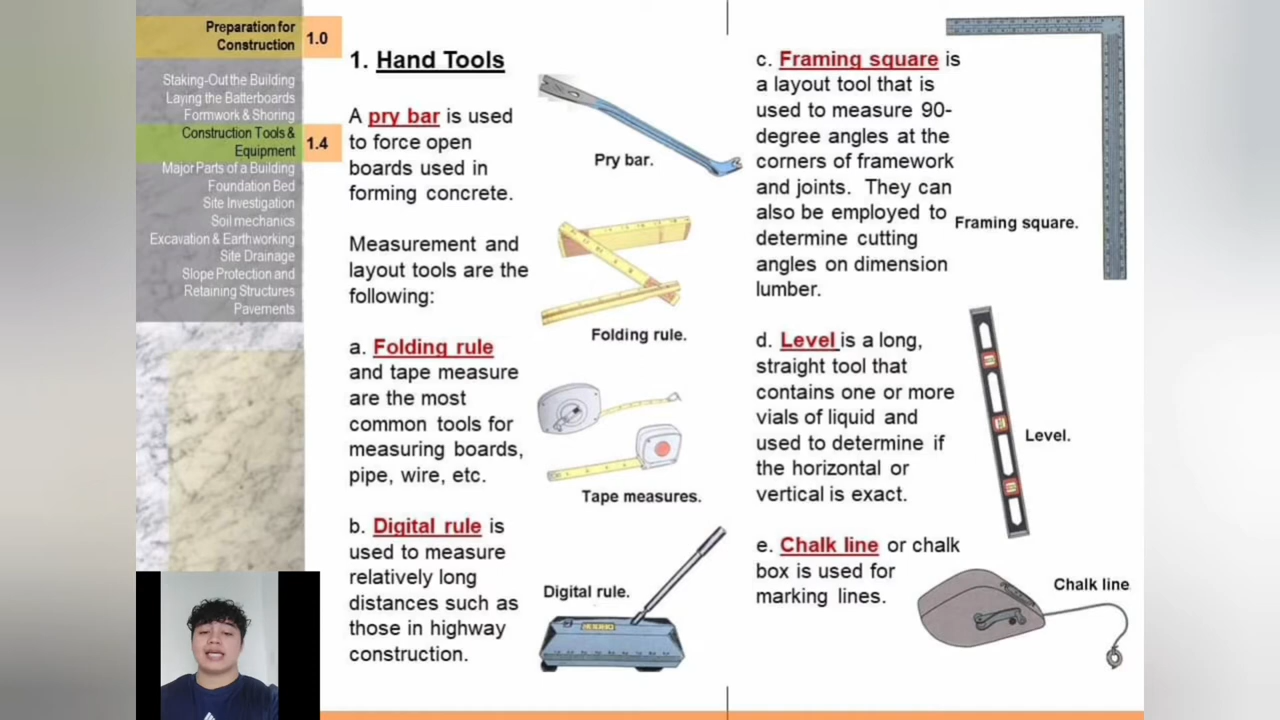 Preparation for
Construction
1.0
Staking-Out the Building
Laying the Batterboards
Formwork & Shoring
Construction Tools &
Equipment
1.4
Major Parts of a Building
Foundation Bed
Site Investigation
Soil mechanics
Excavation & Earthworking
Site Drainage
Slope Protection and
Retaining Structures
Pavements
1. Hand Tools
A pry bar is used
to force open
boards used in
forming concrete.
Measurement and
layout tools are the
following:
a. Folding rule
and tape measure
are the most
common tools for
measuring boards,
pipe, wire, etc.
b. Digital rule is
used to measure
relatively long
distances such as
those in highway
construction.
Pry bar.
Folding rule.
Tape measures.
Digital rule.
c. Framing square is
a layout tool that is
used to measure 90-
degree angles at the
corners of framework
and joints. They can
also be employed to
determine cutting
angles on dimension
lumber.
Framing square.
d. Level is a long,
straight tool that
contains one or more
vials of liquid and
used to determine if
the horizontal or
vertical is exact.
Level.
e. Chalk line or chalk
box is used for
marking lines.
Chalk line